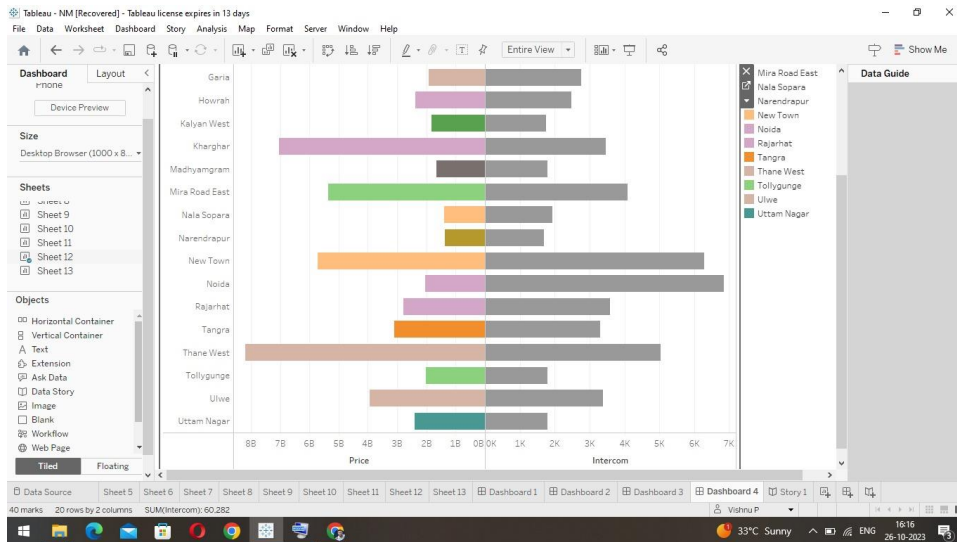 Tableau - NM [Recovered] - Tableau license expires in 13 days
File Data Worksheet Dashboard Story Analysis Map Format Server Window Help
Entire View
Show Me
Dashboard Layout
Phone
Device Preview
Size
Desktop Browser (1000 x 8...
Sheets
Sheet 9
Sheet 10
Sheet 11
Sheet 12
Sheet 13
Objects
Horizontal Container
Vertical Container
A Text
Extension
Ask Data
Data Story
Image
Blank
Workflow
Web Page
Tiled Floating
Garia
Howrah
Kalyan West
Kharghar
Madhyamgram
Mira Road East
Nala Sopara
Narendrapur
New Town
Noida
Rajarhat
Tangra
Thane West
Tollygunge
Ulwe
Uttam Nagar
8B 7B 6B 5B 4B 3B 2B 1B 0B 0K 1K 2K 3K 4K 5K 6K 7K
Price Intercom
Mira Road East
Nala Sopara
Narendrapur
New Town
Noida
Rajarhat
Tangra
Thane West
Tollygunge
Ulwe
Uttam Nagar
Data Guide
Data Source Sheet 5 Sheet 6 Sheet 7 Sheet 8 Sheet 9 Sheet 10 Sheet 11 Sheet 12 Sheet 13 Dashboard 1 Dashboard 2 Dashboard 3 Dashboard 4 Story 1
40 marks 20 rows by 2 columns SUM(Intercom): 60,282
Vishnu P
33°C Sunny
ENG
16:16
26-10-2023
3